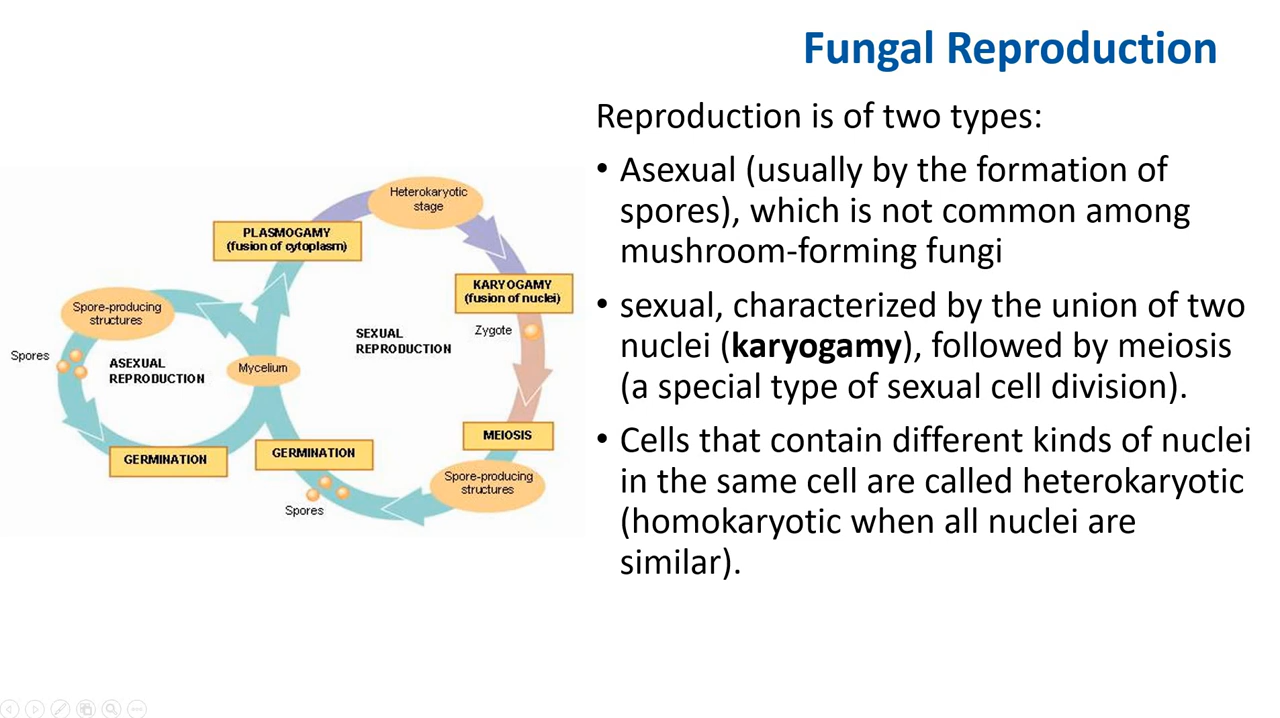 Fungal Reproduction
Reproduction is of two types:
• Asexual (usually by the formation of
spores), which is not common among
mushroom-forming fungi
• sexual, characterized by the union of two
nuclei (karyogamy), followed by meiosis
(a special type of sexual cell division).
• Cells that contain different kinds of nuclei
in the same cell are called heterokaryotic
(homokaryotic when all nuclei are
similar).
Heterokaryotic
stage
PLASMOGAMY
(fusion of cytoplasm)
KARYOGAMY
(fusion of nuclei)
Zygote
SEXUAL
REPRODUCTION
Spore-producing
structures
Spores
ASEXUAL
REPRODUCTION
Mycelium
GERMINATION
GERMINATION
MEIOSIS
Spore-producing
structures
Spores